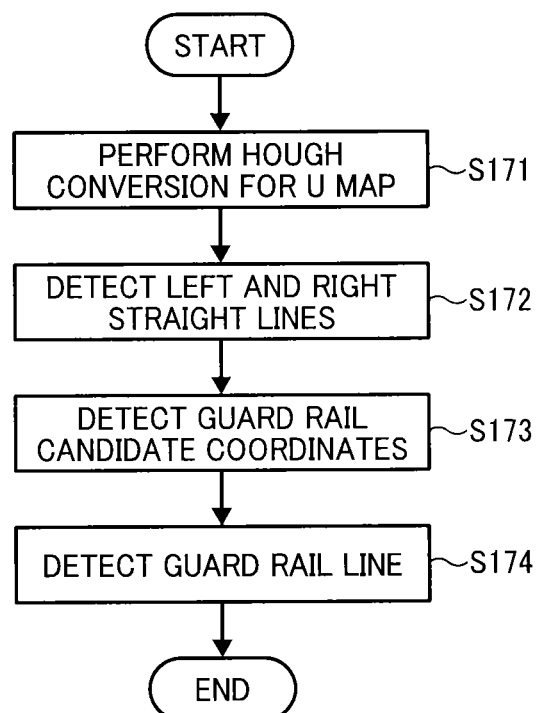 START
PERFORM HOUGH
CONVERSION FOR U MAP
S171
DETECT LEFT AND RIGHT
STRAIGHT LINES
S172
DETECT GUARD RAIL
CANDIDATE COORDINATES
S173
DETECT GUARD RAIL LINE
S174
END